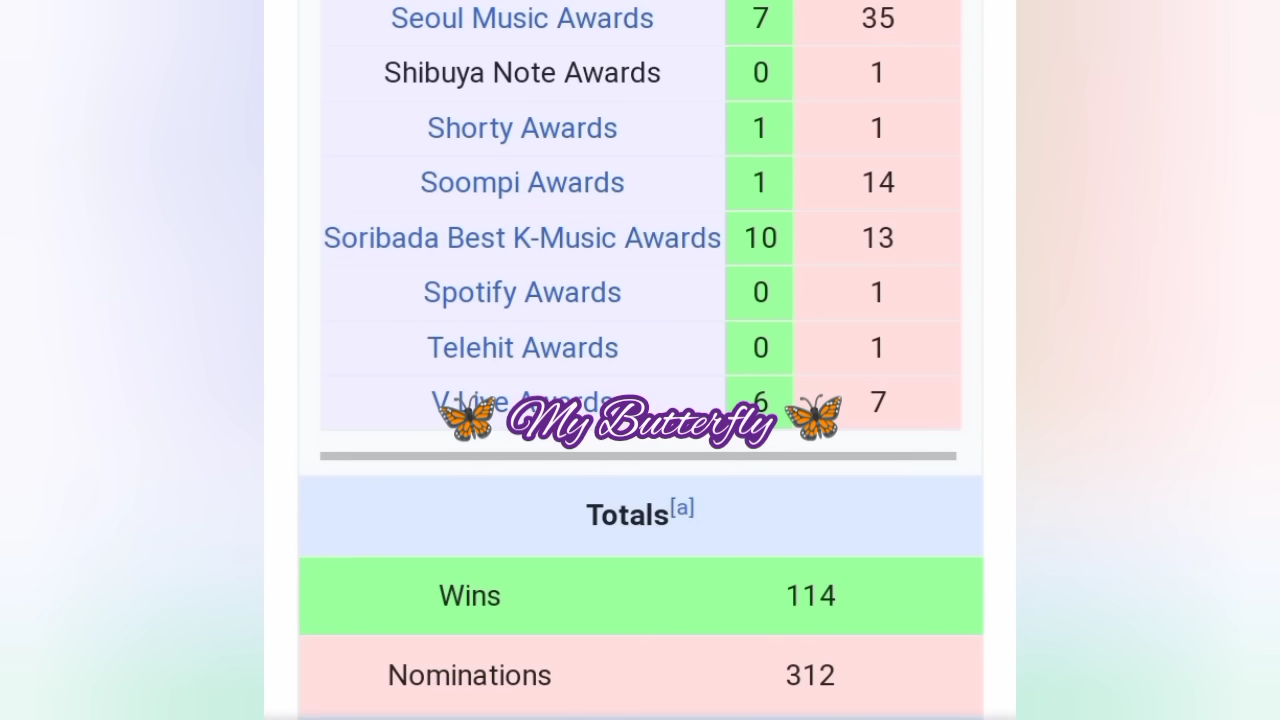 Seoul Music Awards 7 35
Shibuya Note Awards 0 1
Shorty Awards 1 1
Soompi Awards 1 14
Soribada Best K-Music Awards 10 13
Spotify Awards 0 1
Telehit Awards 0 1
V Live Awards 6 7
My Butterfly
Totals[a]
Wins 114
Nominations 312